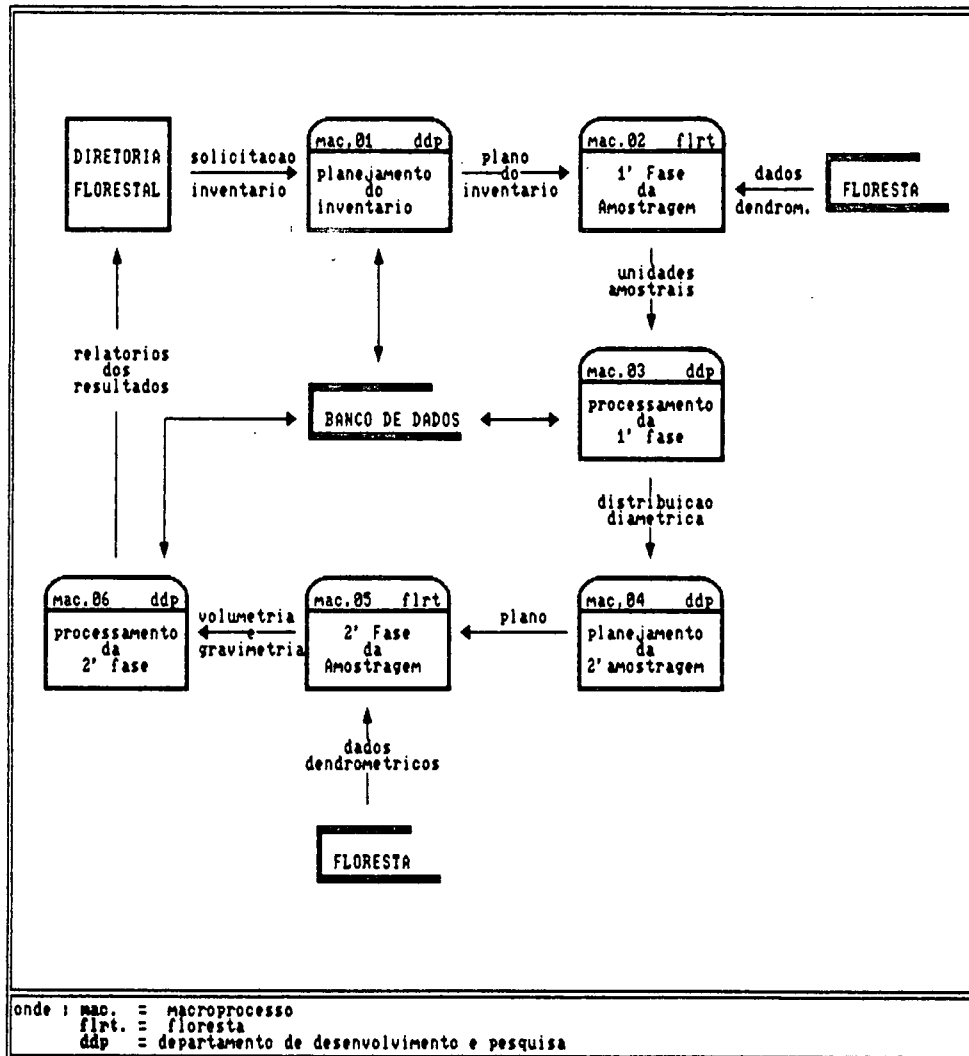 DIRETORIA
FLORESTAL
solicitacao
inventario
mac.01 ddp
planejamento
do
inventario
plano
do
inventario
mac.02 flrt
1' Fase
da
Amostragem
dados
dendrom.
FLORESTA
unidades
amostrais
mac.03 ddp
processamento
da
1' fase
BANCO DE DADOS
relatorios
dos
resultados
distribuicao
diametrica
mac.04 ddp
planejamento
da
2' amostragem
plano
mac.05 flrt
2' Fase
da
Amostragem
volumetria
e
gravimetria
mac.06 ddp
processamento
da
2' fase
dados
dendrometricos
FLORESTA
onde : mac. = macroprocesso
flrt. = floresta
ddp = departamento de desenvolvimento e pesquisa